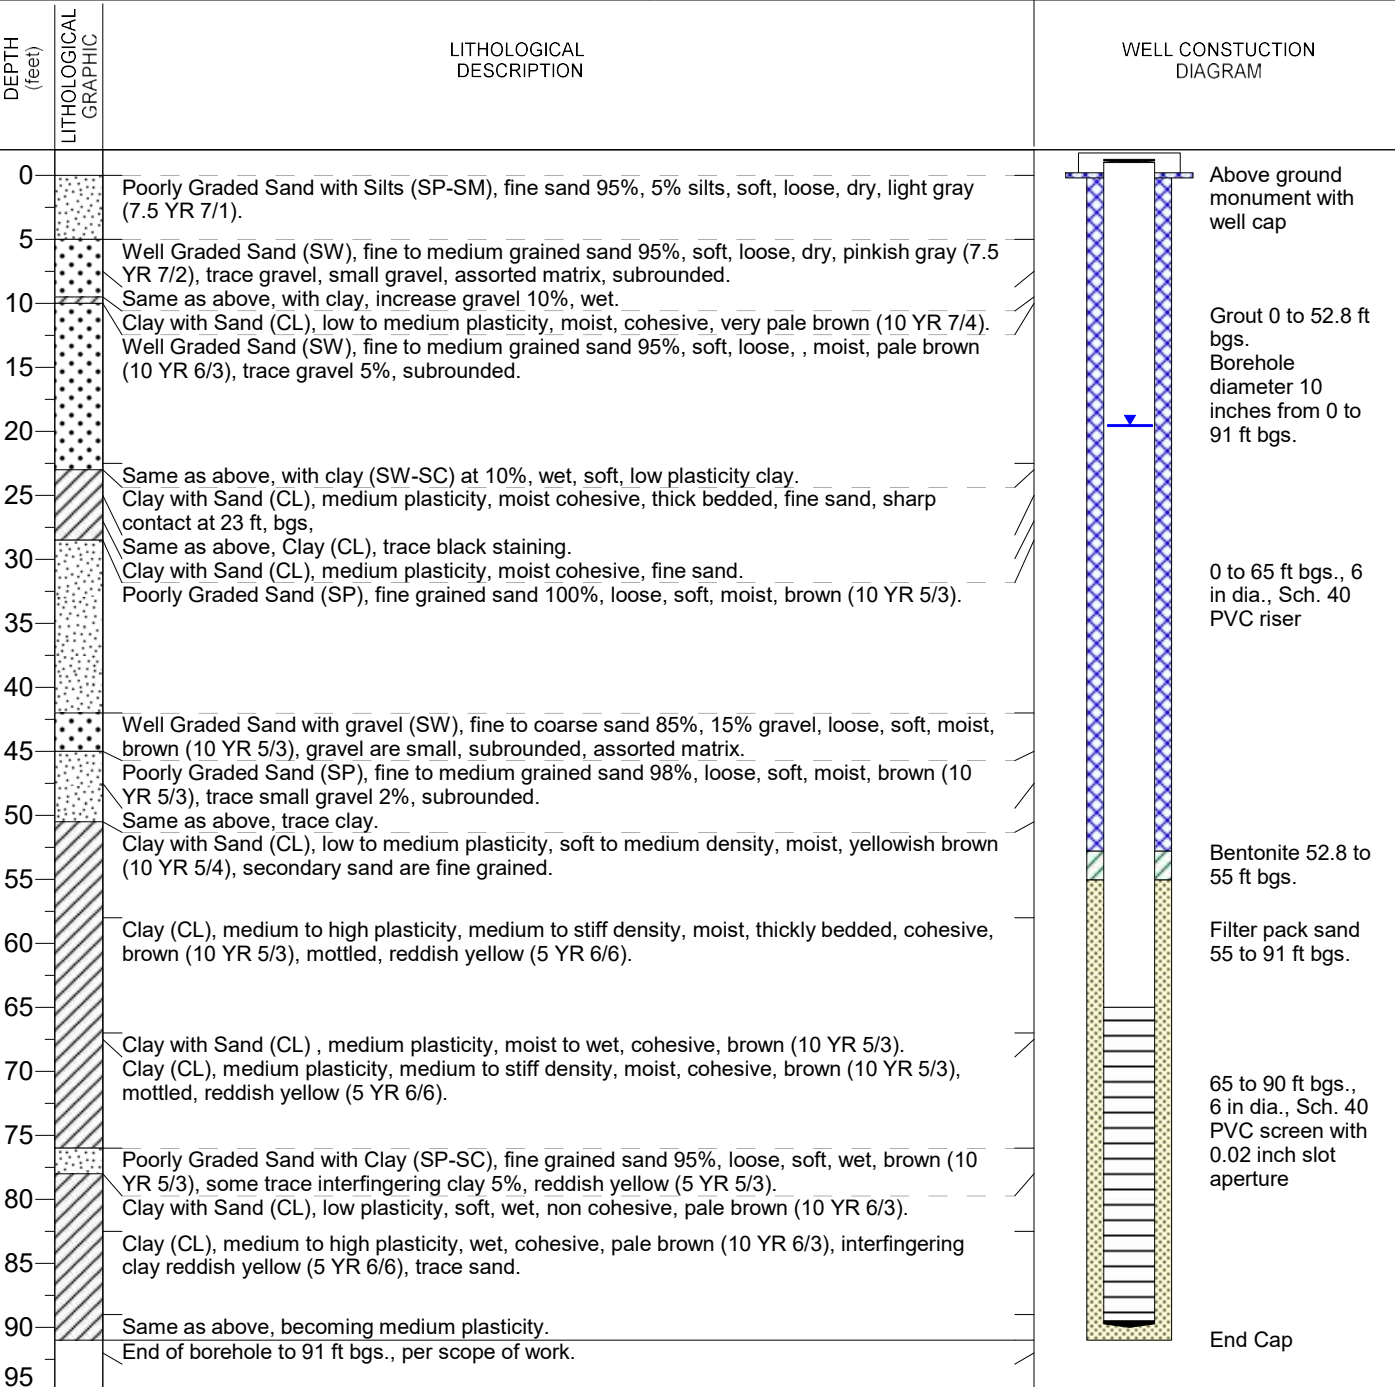 DEPTH
(feet)
LITHOLOGICAL
GRAPHIC
LITHOLOGICAL
DESCRIPTION
WELL CONSTUCTION
DIAGRAM
0
5
10
15
20
25
30
35
40
45
50
55
60
65
70
75
80
85
90
95
Poorly Graded Sand with Silts (SP-SM), fine sand 95%, 5% silts, soft, loose, dry, light gray
(7.5 YR 7/1).
Well Graded Sand (SW), fine to medium grained sand 95%, soft, loose, dry, pinkish gray (7.5
YR 7/2), trace gravel, small gravel, assorted matrix, subrounded.
Same as above, with clay, increase gravel 10%, wet.
Clay with Sand (CL), low to medium plasticity, moist, cohesive, very pale brown (10 YR 7/4).
Well Graded Sand (SW), fine to medium grained sand 95%, soft, loose, , moist, pale brown
(10 YR 6/3), trace gravel 5%, subrounded.
Same as above, with clay (SW-SC) at 10%, wet, soft, low plasticity clay.
Clay with Sand (CL), medium plasticity, moist cohesive, thick bedded, fine sand, sharp
contact at 23 ft, bgs,
Same as above, Clay (CL), trace black staining.
Clay with Sand (CL), medium plasticity, moist cohesive, fine sand.
Poorly Graded Sand (SP), fine grained sand 100%, loose, soft, moist, brown (10 YR 5/3).
Well Graded Sand with gravel (SW), fine to coarse sand 85%, 15% gravel, loose, soft, moist,
brown (10 YR 5/3), gravel are small, subrounded, assorted matrix.
Poorly Graded Sand (SP), fine to medium grained sand 98%, loose, soft, moist, brown (10
YR 5/3), trace small gravel 2%, subrounded.
Same as above, trace clay.
Clay with Sand (CL), low to medium plasticity, soft to medium density, moist, yellowish brown
(10 YR 5/4), secondary sand are fine grained.
Clay (CL), medium to high plasticity, medium to stiff density, moist, thickly bedded, cohesive,
brown (10 YR 5/3), mottled, reddish yellow (5 YR 6/6).
Clay with Sand (CL) , medium plasticity, moist to wet, cohesive, brown (10 YR 5/3).
Clay (CL), medium plasticity, medium to stiff density, moist, cohesive, brown (10 YR 5/3),
mottled, reddish yellow (5 YR 6/6).
Poorly Graded Sand with Clay (SP-SC), fine grained sand 95%, loose, soft, wet, brown (10
YR 5/3), some trace interfingering clay 5%, reddish yellow (5 YR 5/3).
Clay with Sand (CL), low plasticity, soft, wet, non cohesive, pale brown (10 YR 6/3).
Clay (CL), medium to high plasticity, wet, cohesive, pale brown (10 YR 6/3), interfingering
clay reddish yellow (5 YR 6/6), trace sand.
Same as above, becoming medium plasticity.
End of borehole to 91 ft bgs., per scope of work.
Above ground
monument with
well cap
Grout 0 to 52.8 ft
bgs.
Borehole
diameter 10
inches from 0 to
91 ft bgs.
0 to 65 ft bgs., 6
in dia., Sch. 40
PVC riser
Bentonite 52.8 to
55 ft bgs.
Filter pack sand
55 to 91 ft bgs.
65 to 90 ft bgs.,
6 in dia., Sch. 40
PVC screen with
0.02 inch slot
aperture
End Cap